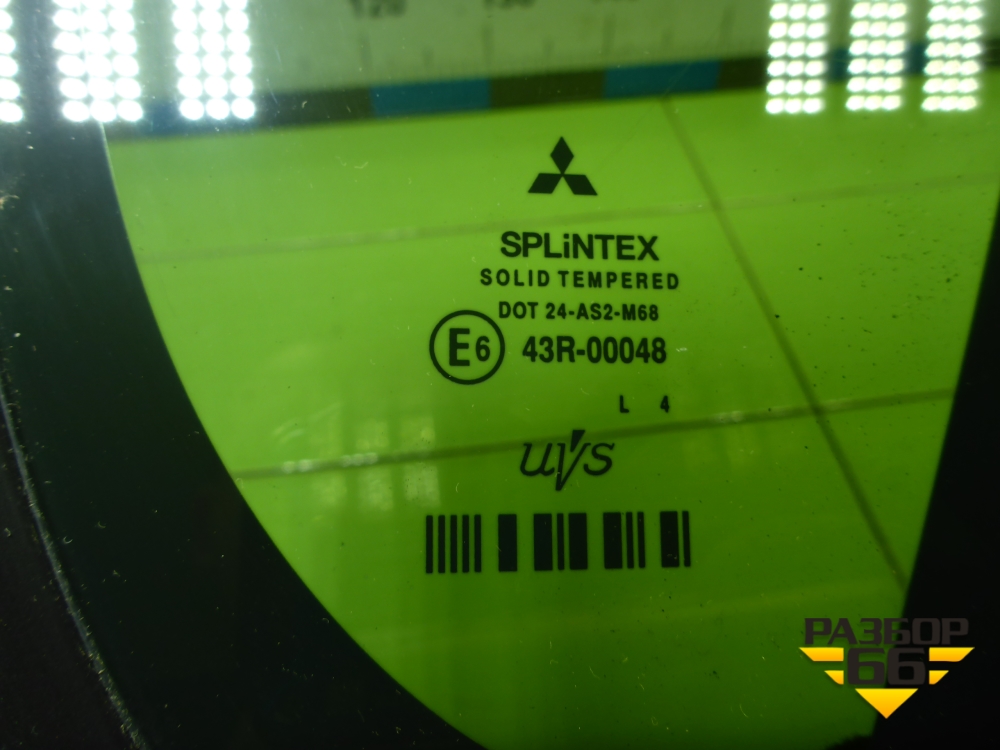 SPLiNTEX
SOLID TEMPERED
DOT 24-AS2-M68
E6 43R-00048
L 4
uvs
РАЗБОР
66